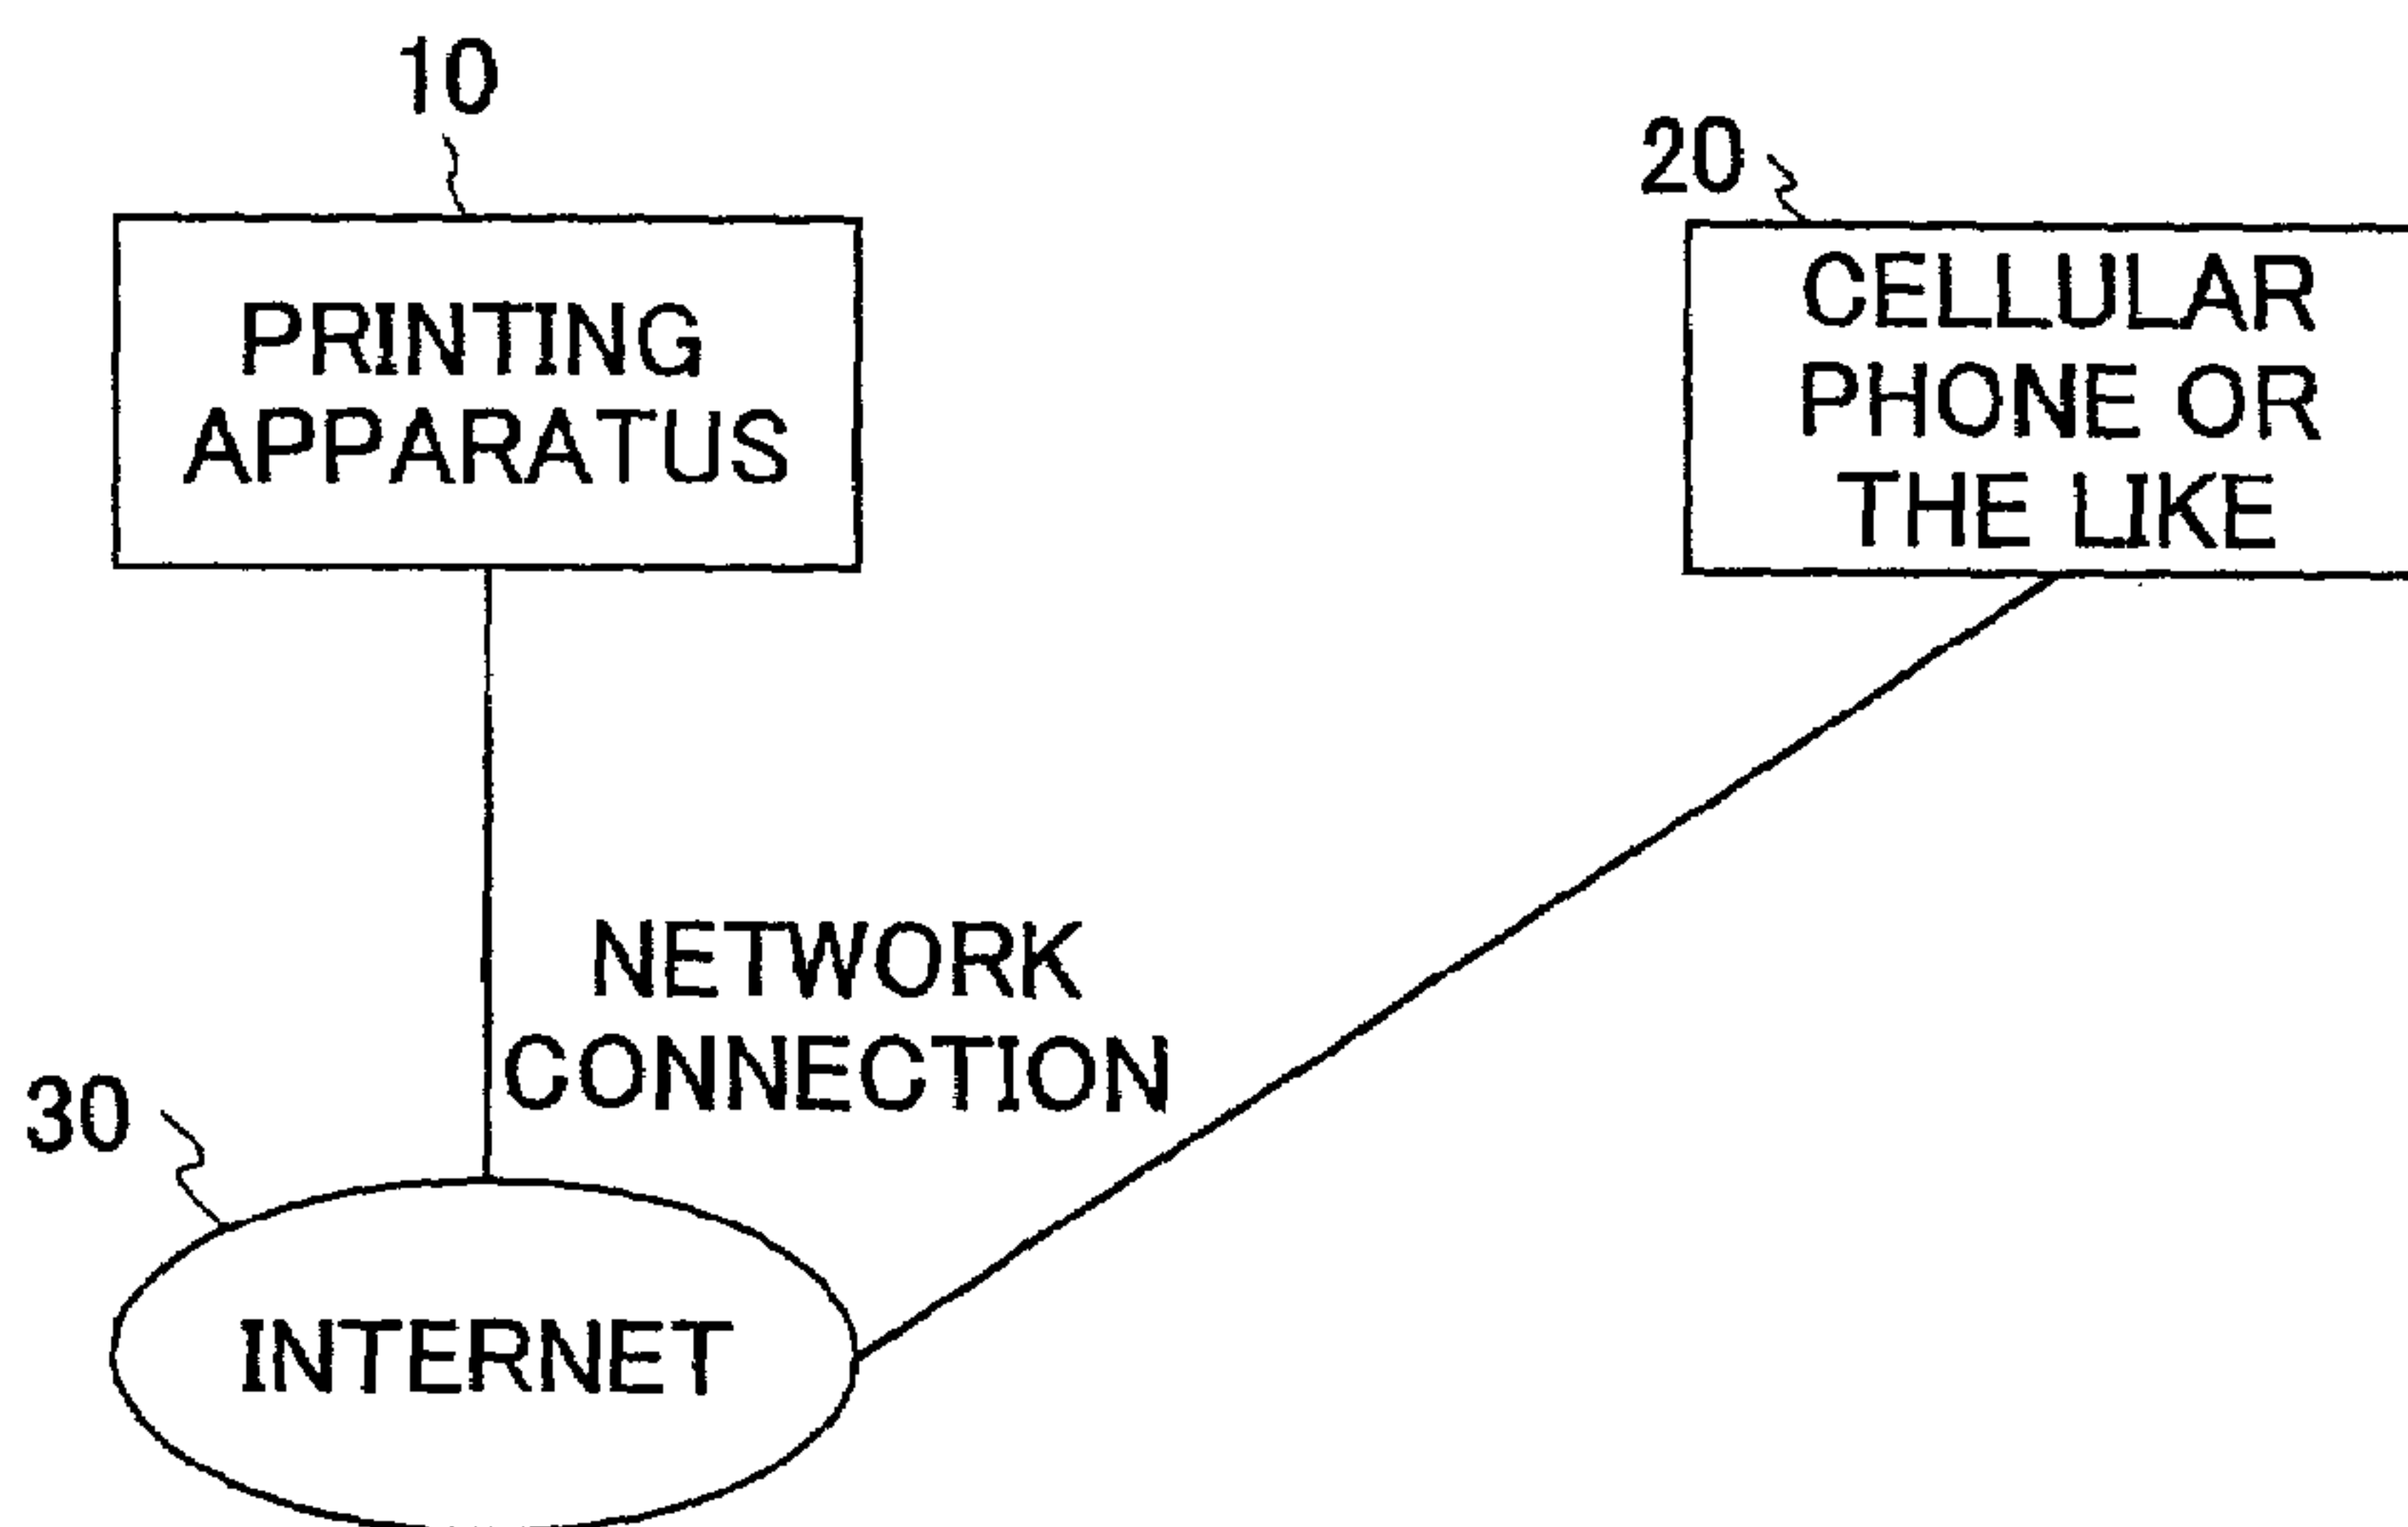 10
PRINTING
APPARATUS
20
CELLULAR
PHONE OR
THE LIKE
NETWORK
CONNECTION
30
INTERNET